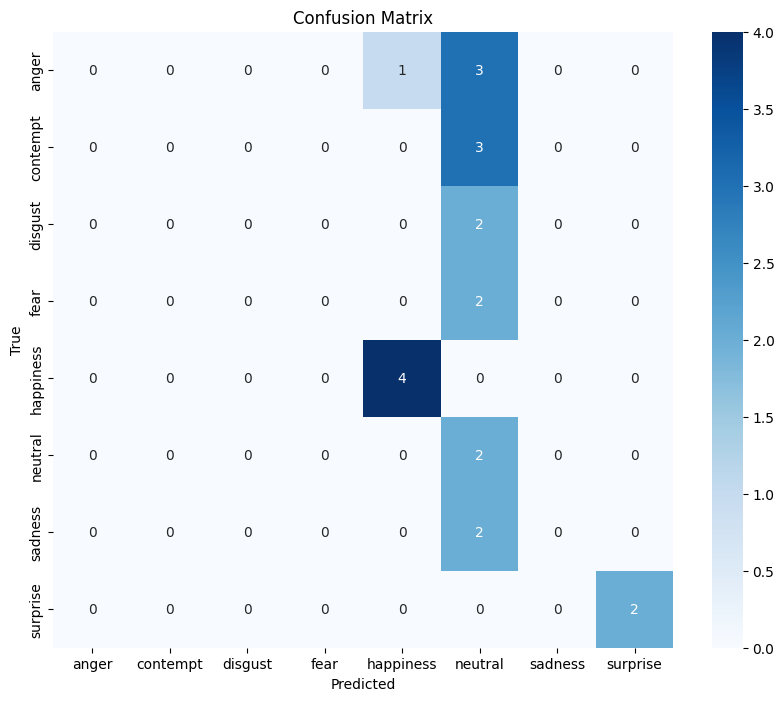 Confusion Matrix
anger 0 0 0 0 1 3 0 0
contempt 0 0 0 0 0 3 0 0
disgust 0 0 0 0 0 2 0 0
fear 0 0 0 0 0 2 0 0
happiness 0 0 0 0 4 0 0 0
neutral 0 0 0 0 0 2 0 0
sadness 0 0 0 0 0 2 0 0
surprise 0 0 0 0 0 0 0 2
True
anger contempt disgust fear happiness neutral sadness surprise
Predicted
4.0
3.5
3.0
2.5
2.0
1.5
1.0
0.5
0.0